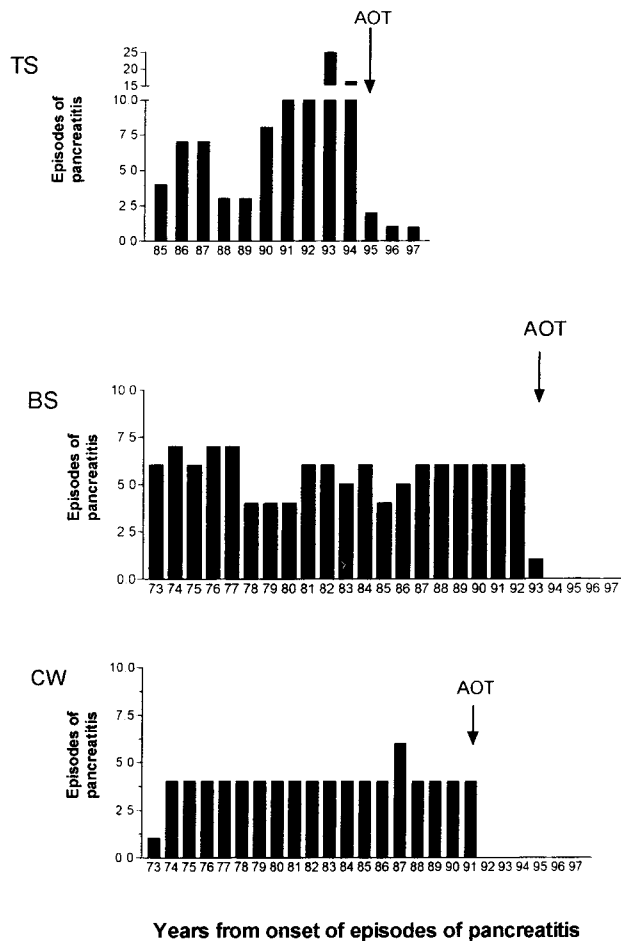 AOT
TS
Episodes of
pancreatitis
25
20
15
10.0
7.5
5.0
2.5
0.0
85 86 87 88 89 90 91 92 93 94 95 96 97
AOT
BS
Episodes of
pancreatitis
10.0
7.5
5.0
2.5
0.0
73 74 75 76 77 78 79 80 81 82 83 84 85 86 87 88 89 90 91 92 93 94 95 96 97
CW
AOT
Episodes of
pancreatitis
10.0
7.5
5.0
2.5
0.0
73 74 75 76 77 78 79 80 81 82 83 84 85 86 87 88 89 90 91 92 93 94 95 96 97
Years from onset of episodes of pancreatitis